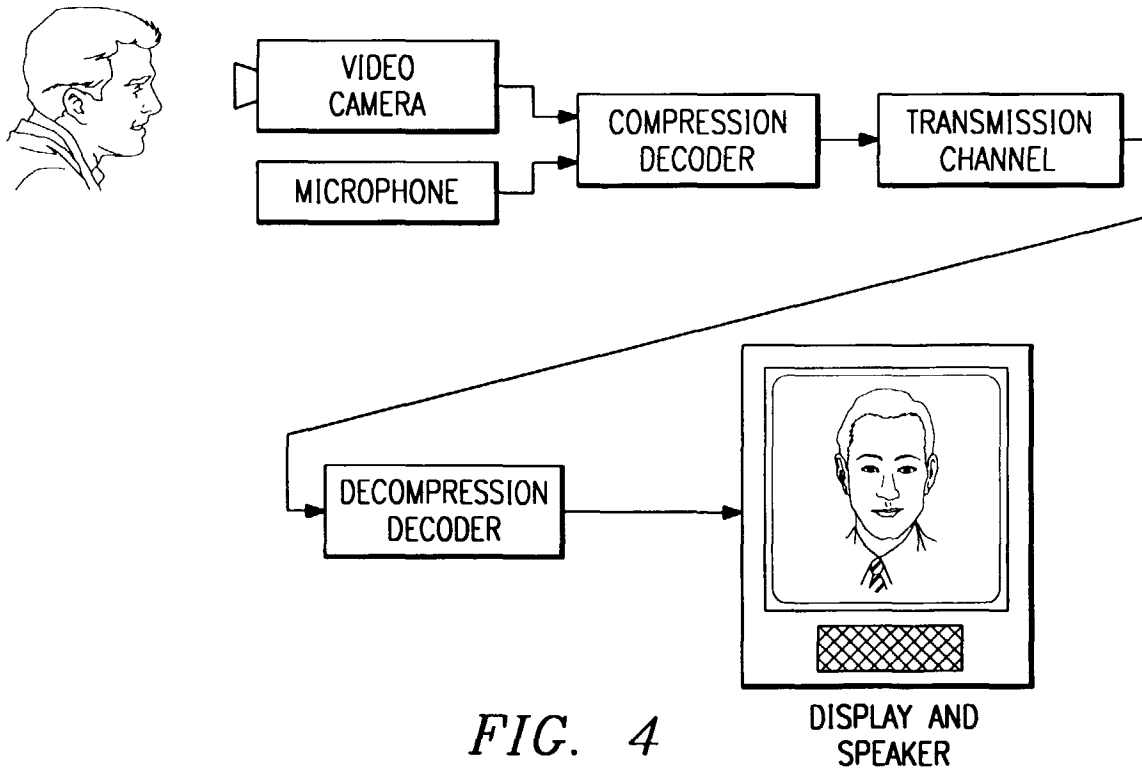 VIDEO
CAMERA
MICROPHONE
COMPRESSION
DECODER
TRANSMISSION
CHANNEL
DECOMPRESSION
DECODER
DISPLAY AND
SPEAKER
FIG. 4